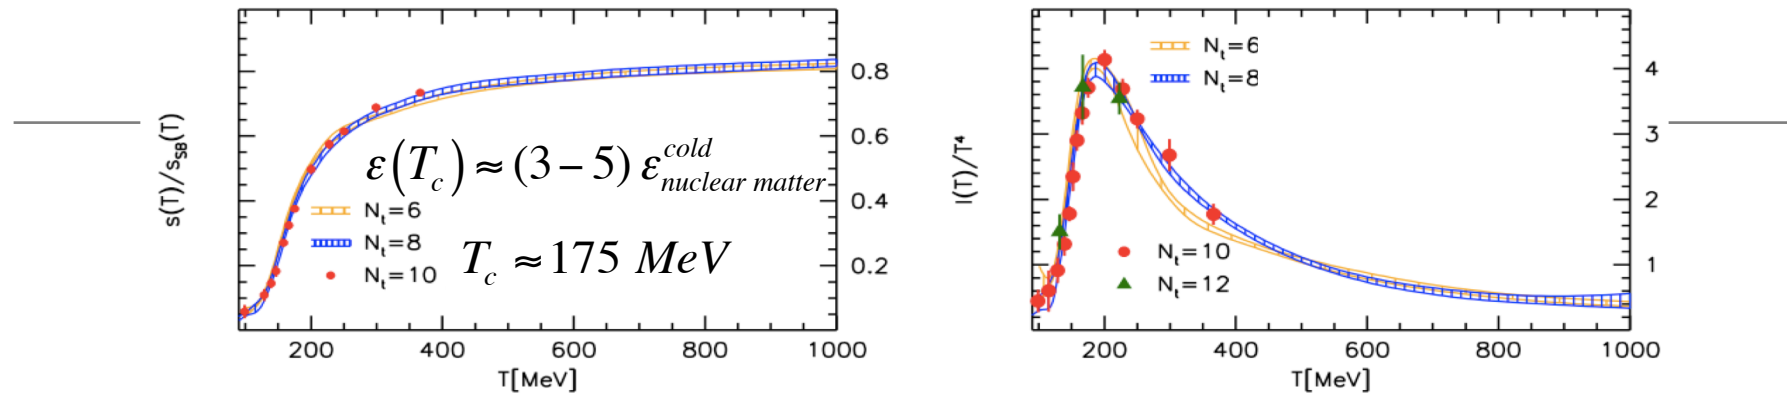 s(T)/s_SB(T)
0.8
0.6
0.4
0.2
ε(T_c) ≈ (3 – 5) ε^cold_nuclear matter
N_t=6
N_t=8
N_t=10
T_c ≈ 175 MeV
200 400 600 800 1000
T[MeV]
I(T)/T⁴
N_t=6
N_t=8
4
3
2
1
N_t=10
N_t=12
200 400 600 800 1000
T[MeV]